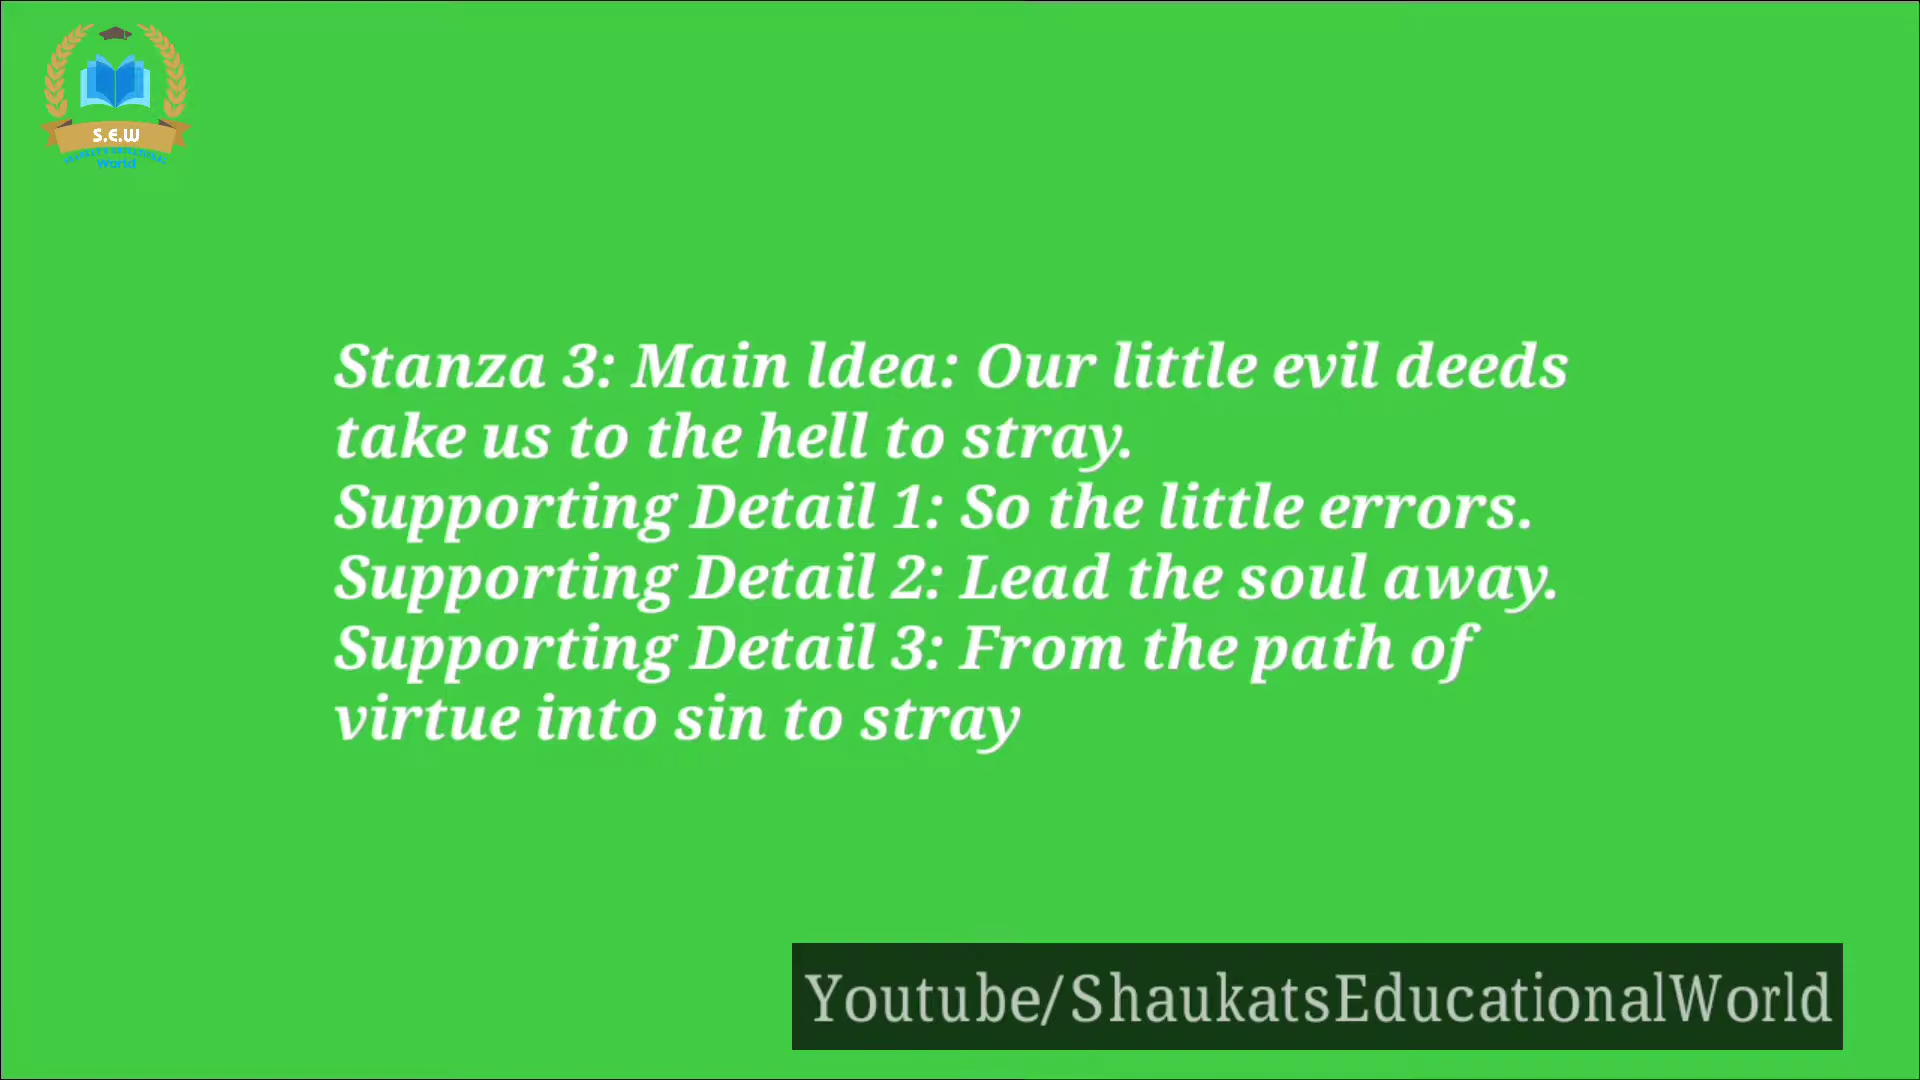 S.E.W
World
Stanza 3: Main ldea: Our little evil deeds
take us to the hell to stray.
Supporting Detail 1: So the little errors.
Supporting Detail 2: Lead the soul away.
Supporting Detail 3: From the path of
virtue into sin to stray
Youtube/ShaukatsEducationalWorld